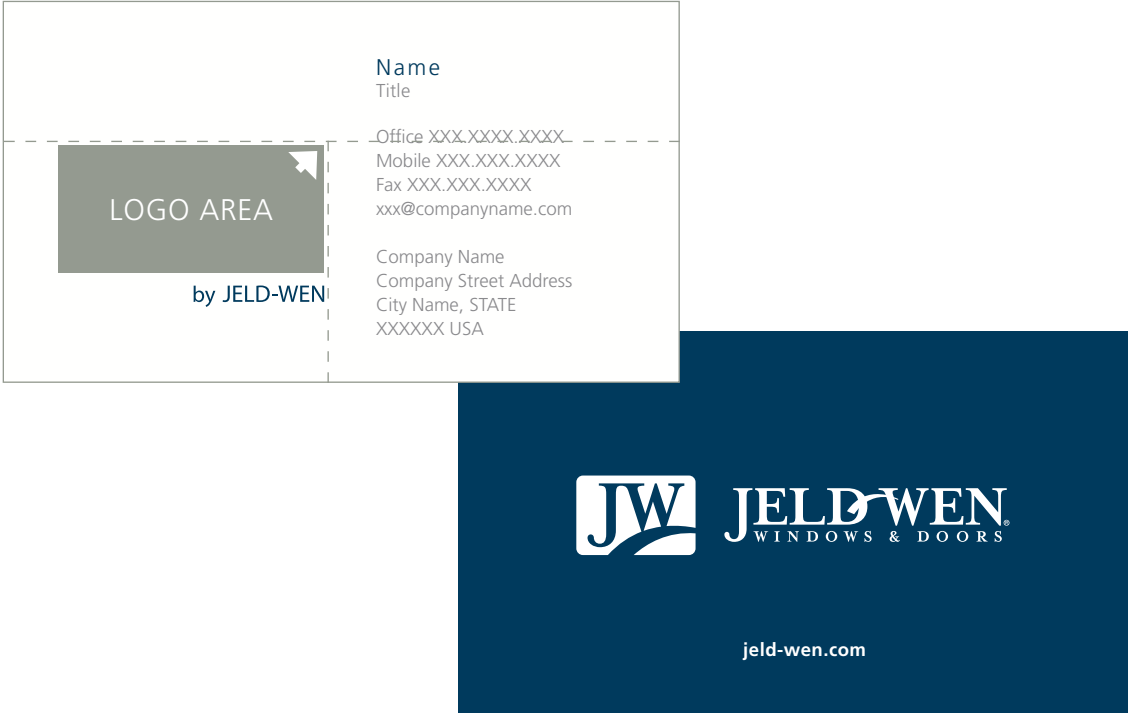 Name
Title
Office XXX.XXXX.XXXX
Mobile XXX.XXX.XXXX
Fax XXX.XXX.XXXX
xxx@companyname.com
LOGO AREA
by JELD-WEN
Company Name
Company Street Address
City Name, STATE
XXXXXX USA
JW
JELD-WEN®
WINDOWS & DOORS
jeld-wen.com